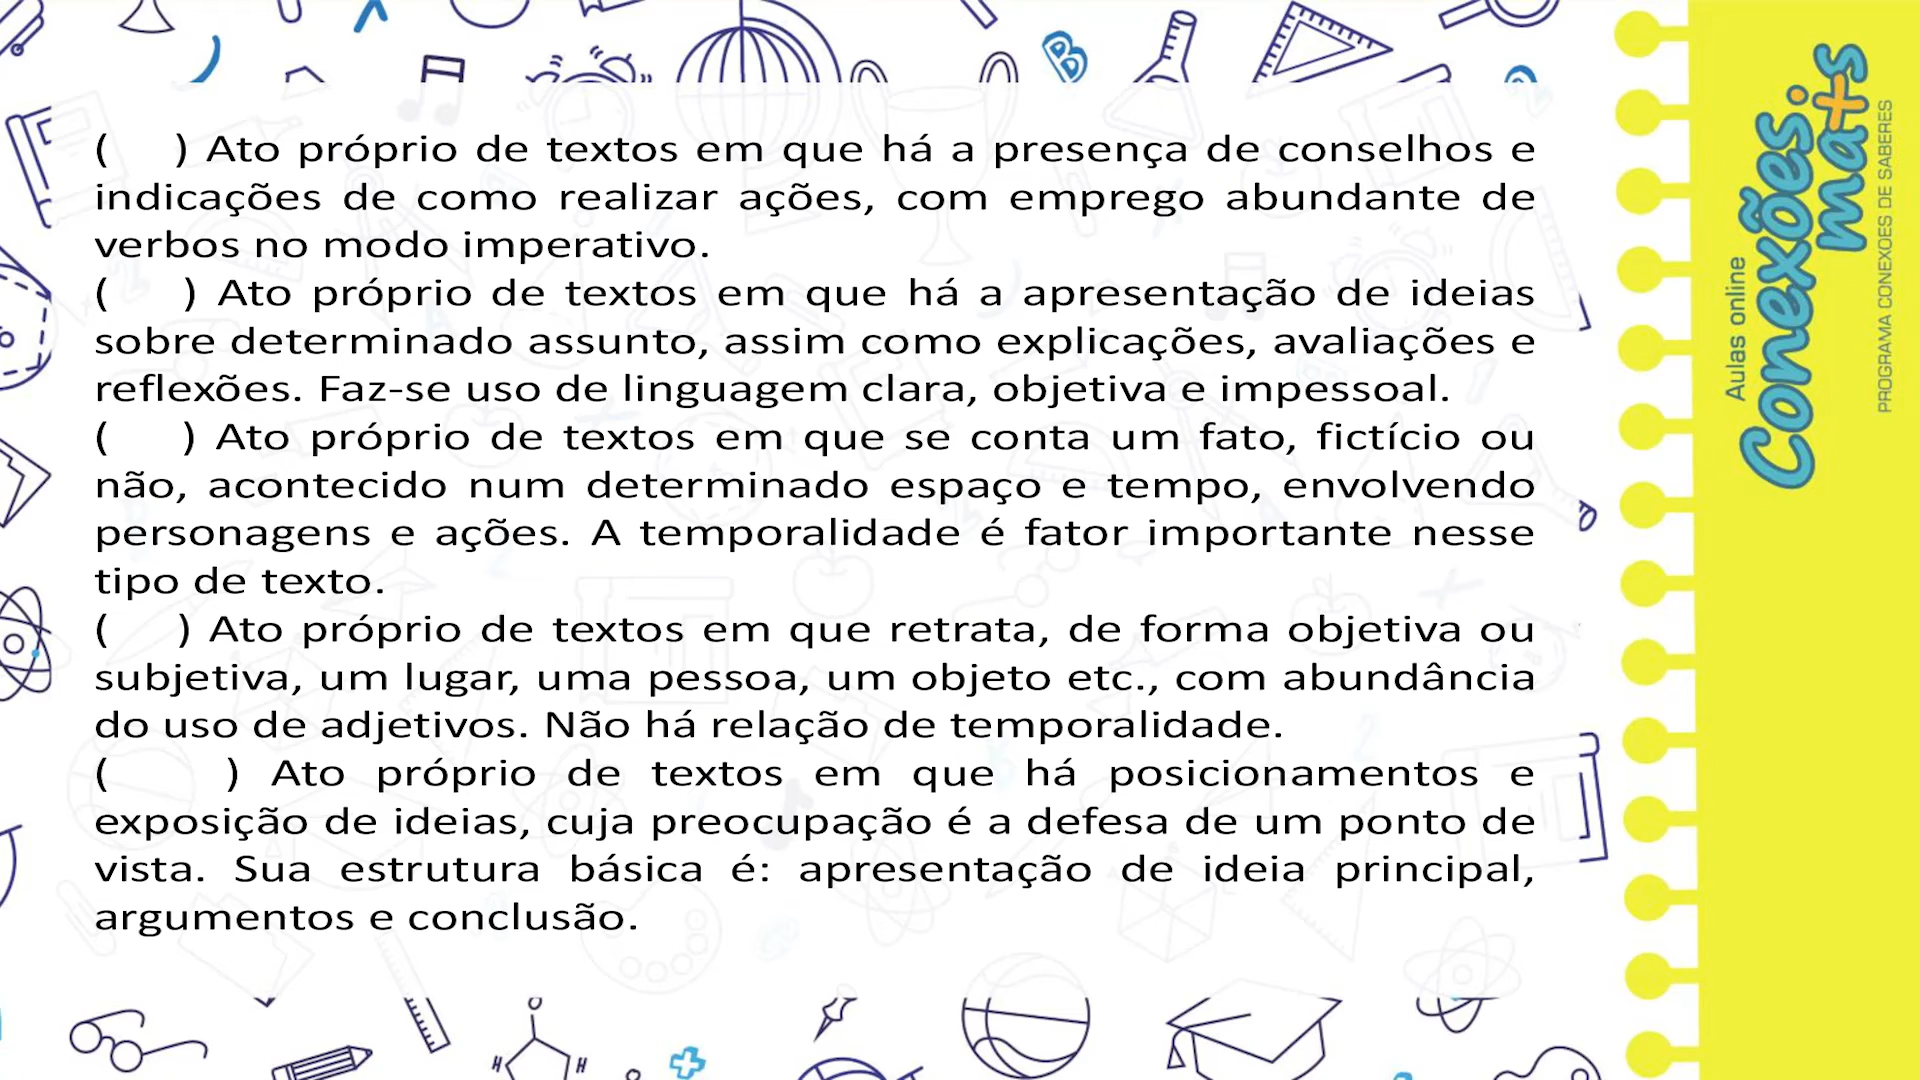 ( ) Ato próprio de textos em que há a presença de conselhos e
indicações de como realizar ações, com emprego abundante de
verbos no modo imperativo.
( ) Ato próprio de textos em que há a apresentação de ideias
sobre determinado assunto, assim como explicações, avaliações e
reflexões. Faz-se uso de linguagem clara, objetiva e impessoal.
( ) Ato próprio de textos em que se conta um fato, fictício ou
não, acontecido num determinado espaço e tempo, envolvendo
personagens e ações. A temporalidade é fator importante nesse
tipo de texto.
( ) Ato próprio de textos em que retrata, de forma objetiva ou
subjetiva, um lugar, uma pessoa, um objeto etc., com abundância
do uso de adjetivos. Não há relação de temporalidade.
( ) Ato próprio de textos em que há posicionamentos e
exposição de ideias, cuja preocupação é a defesa de um ponto de
vista. Sua estrutura básica é: apresentação de ideia principal,
argumentos e conclusão.
Aulas online
Conexões.
ma+s
PROGRAMA CONEXÕES DE SABERES
B
H
O
H